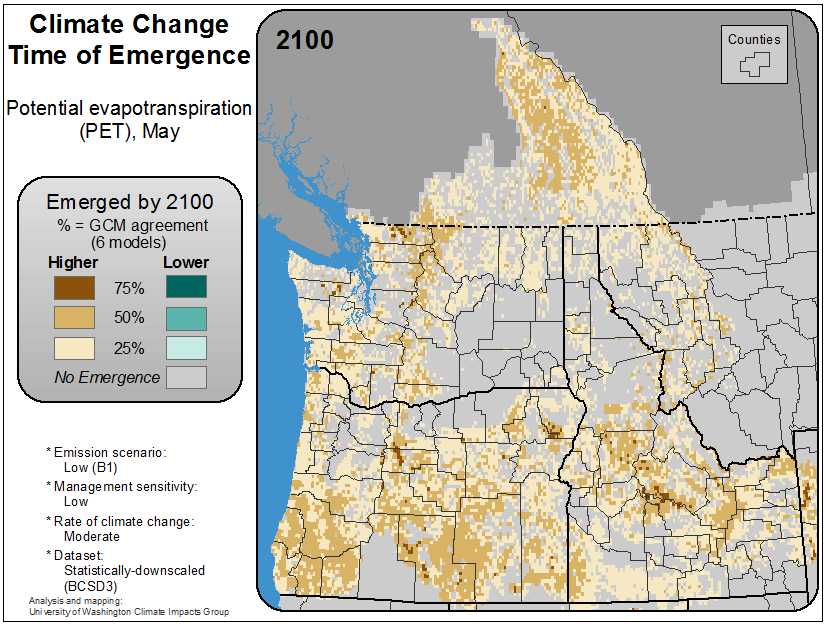 Climate Change
Time of Emergence
Potential evapotranspiration
(PET), May
Emerged by 2100
% = GCM agreement
(6 models)
Higher Lower
75%
50%
25%
No Emergence
* Emission scenario:
Low (B1)
* Management sensitivity:
Low
* Rate of climate change:
Moderate
* Dataset:
Statistically-downscaled
(BCSD3)
Analysis and mapping:
University of Washington Climate Impacts Group
2100
Counties